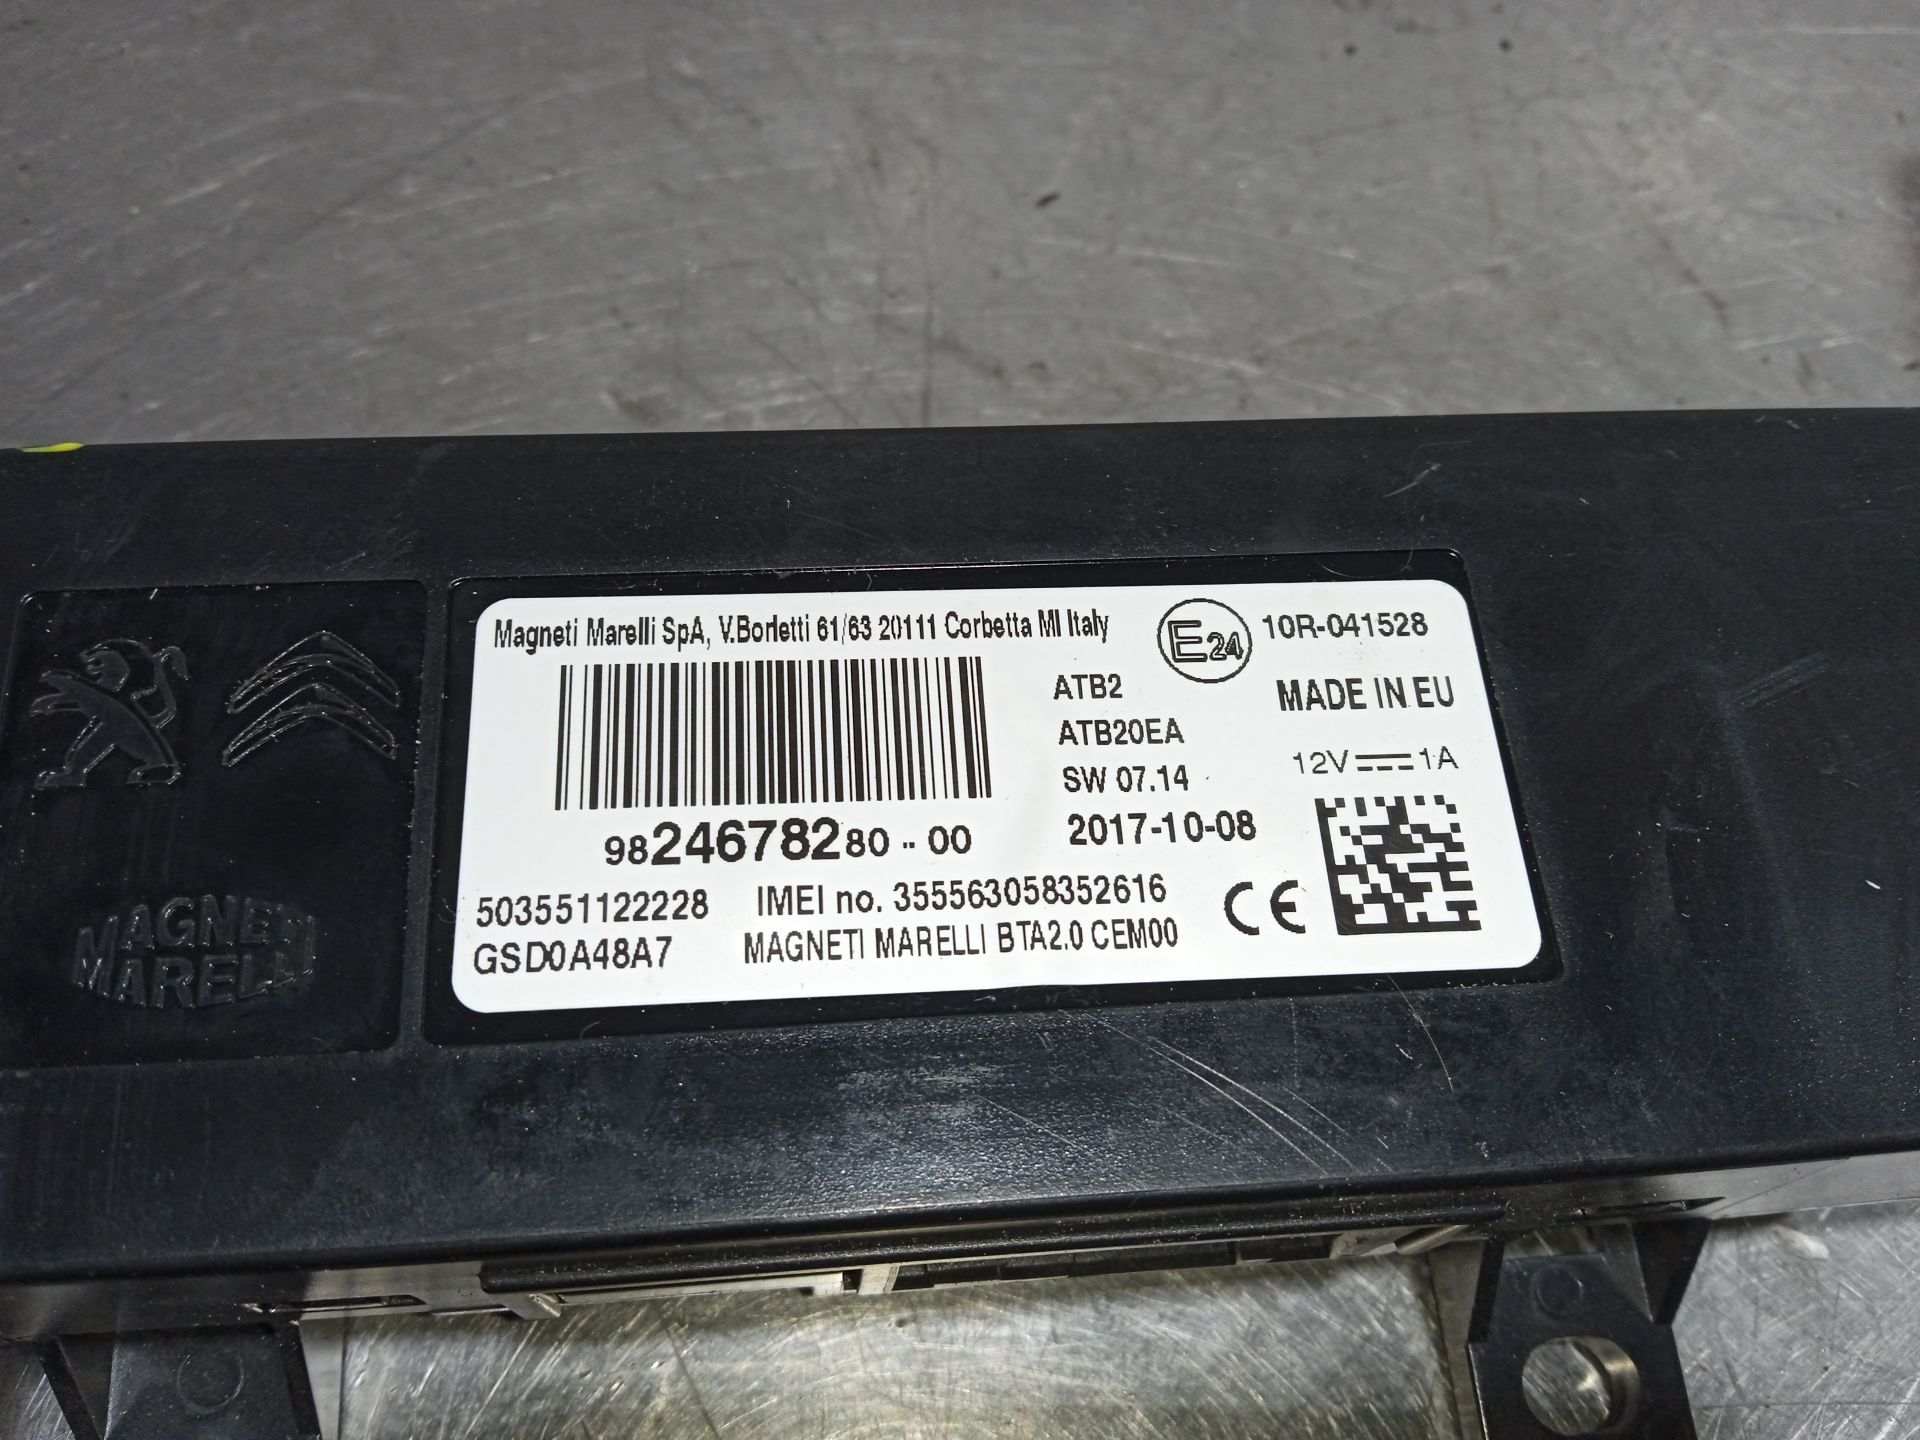 Magneti Marelli SpA, V.Borletti 61/63 20111 Corbetta MI Italy
E24
10R-041528
ATB2
MADE IN EU
ATB20EA
SW 07.14
12V 1A
2017-10-08
9824678280-00
503551122228
IMEI no. 355563058352616
GSD0A48A7
MAGNETI MARELLI BTA2.0 CEM00
CE
MAGNETI
MARELLI